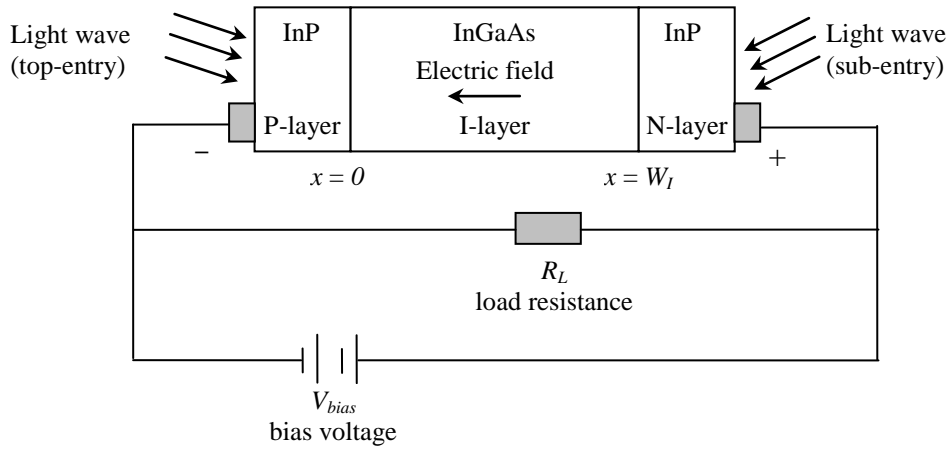 Light wave
(top-entry)
InP
InGaAs
InP
Light wave
(sub-entry)
Electric field
P-layer
I-layer
N-layer
−
+
x = 0
x = W_I
R_L
load resistance
V_bias
bias voltage